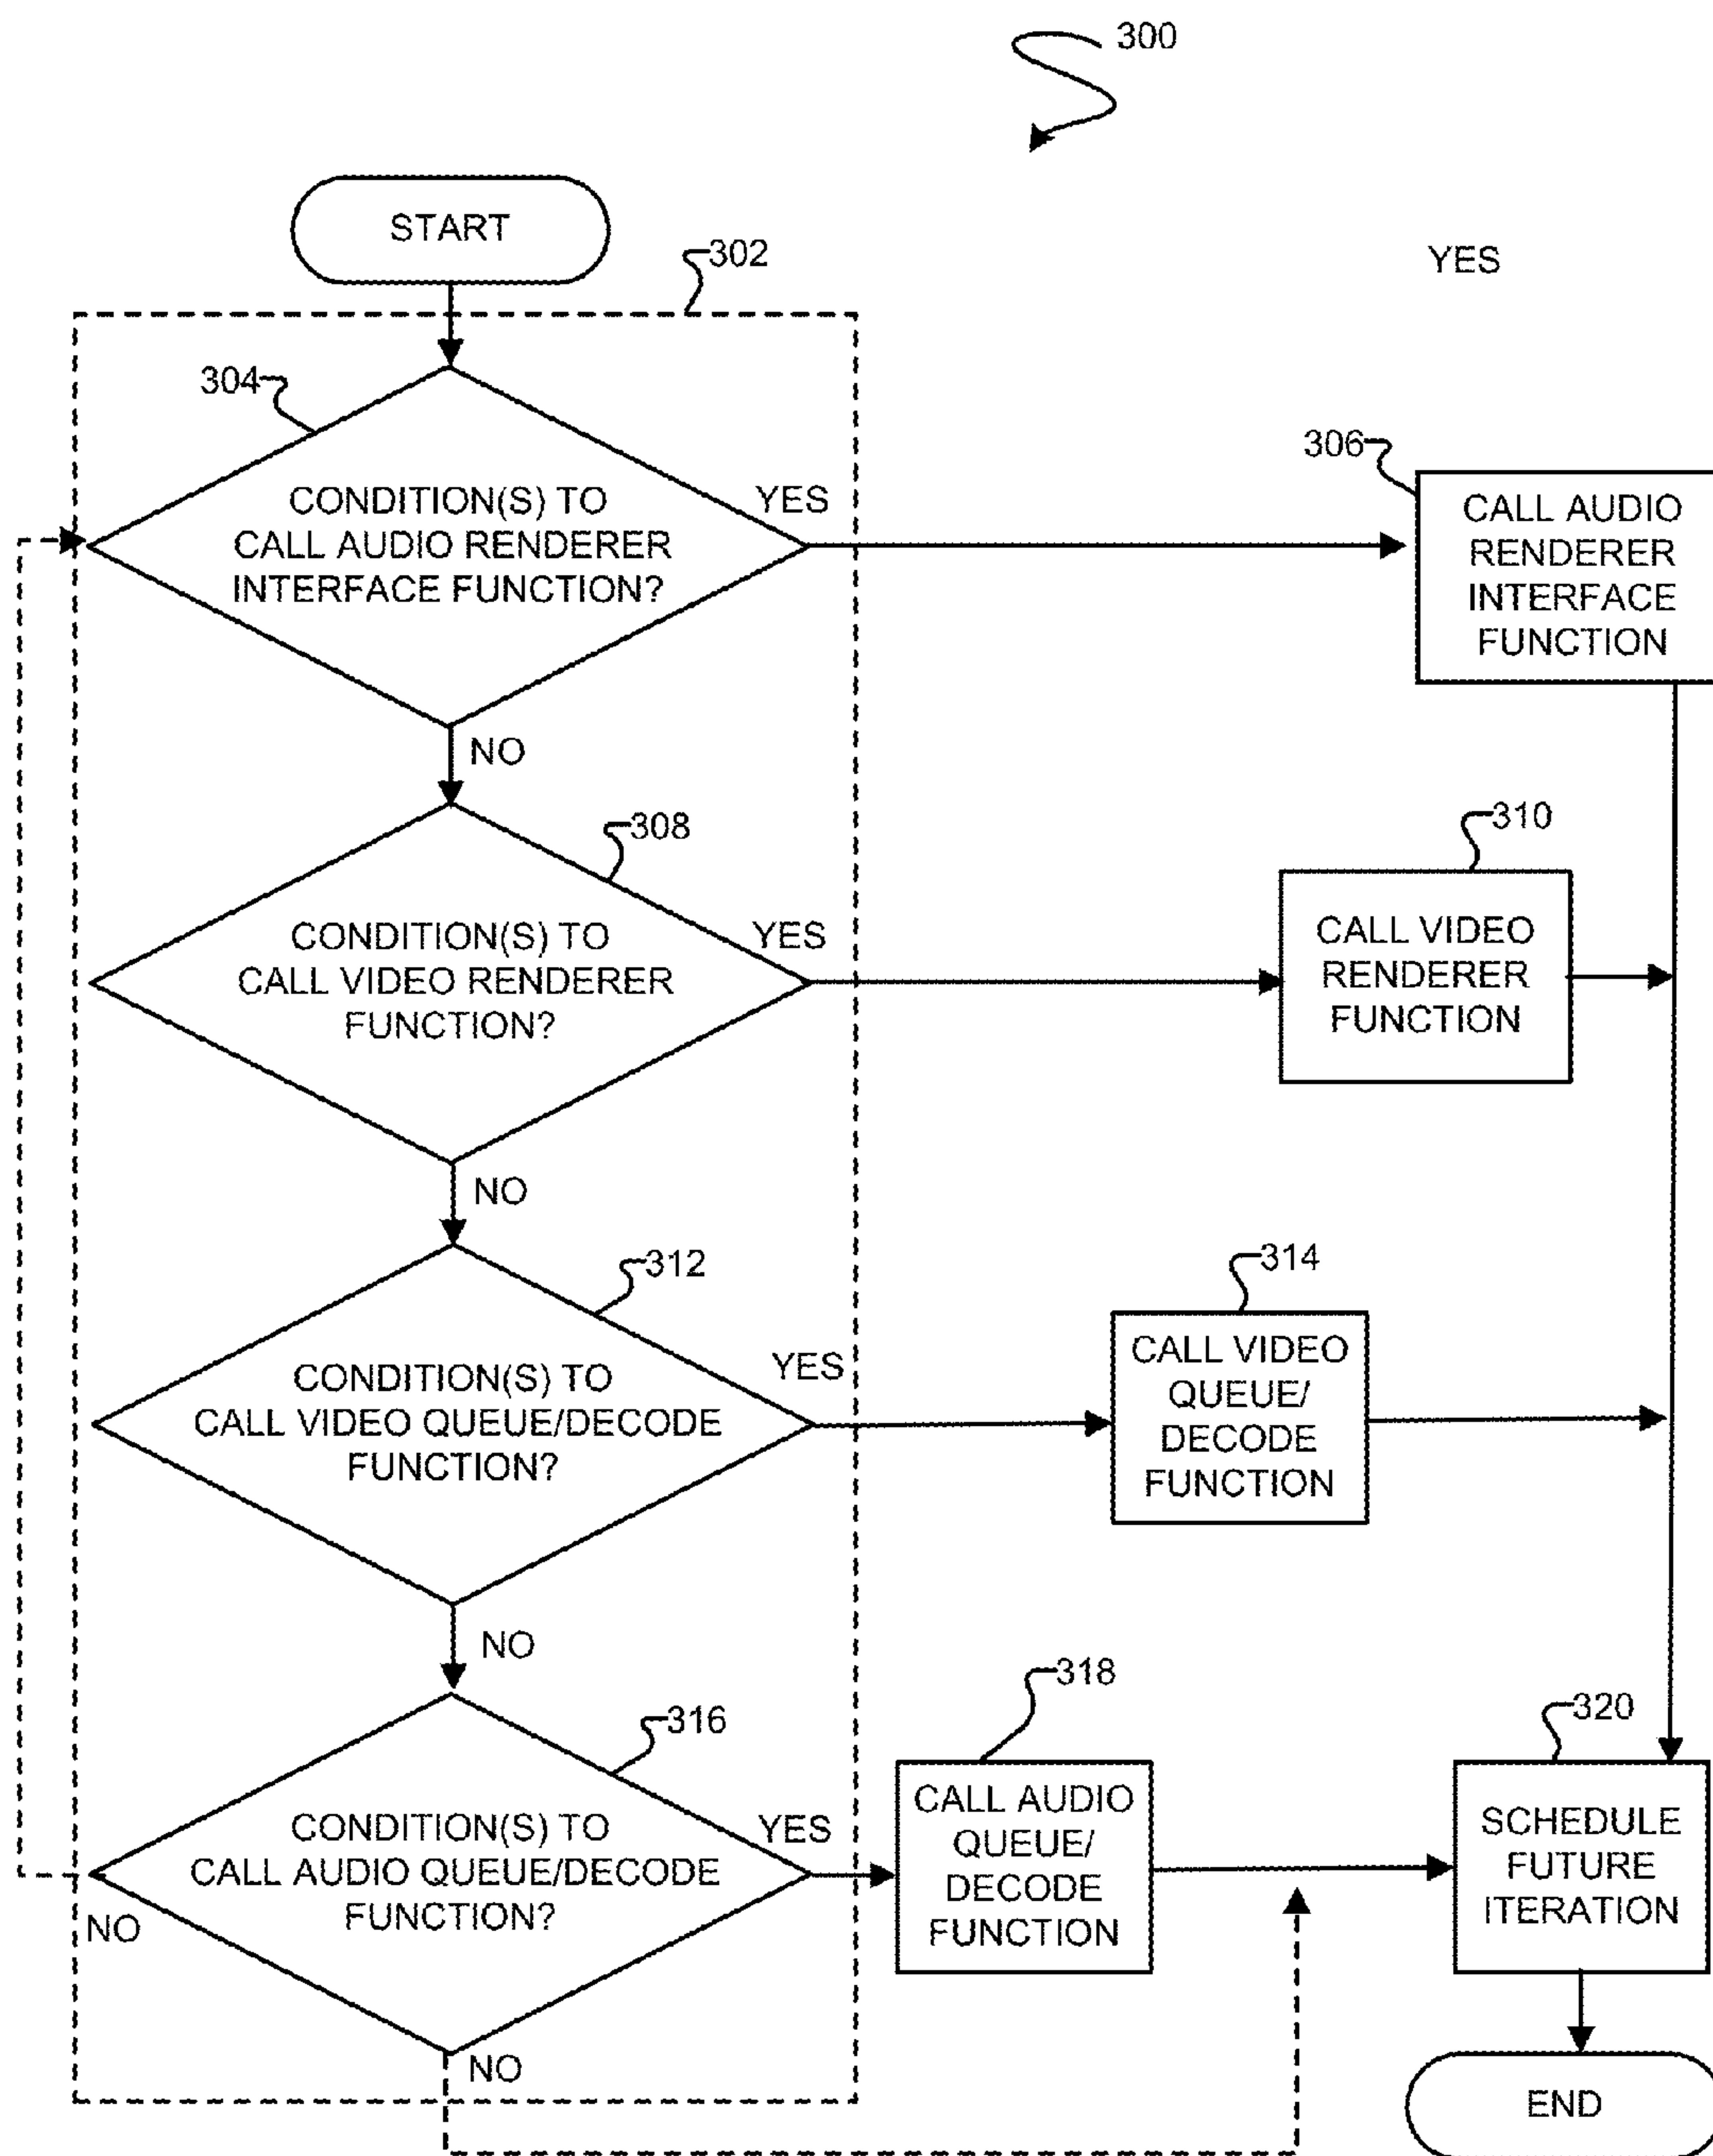 300
START
302
YES
304
CONDITION(S) TO
CALL AUDIO RENDERER
INTERFACE FUNCTION?
YES
306
CALL AUDIO
RENDERER
INTERFACE
FUNCTION
NO
308
CONDITION(S) TO
CALL VIDEO RENDERER
FUNCTION?
YES
310
CALL VIDEO
RENDERER
FUNCTION
NO
312
CONDITION(S) TO
CALL VIDEO QUEUE/DECODE
FUNCTION?
YES
314
CALL VIDEO
QUEUE/
DECODE
FUNCTION
NO
316
CONDITION(S) TO
CALL AUDIO QUEUE/DECODE
FUNCTION?
YES
318
CALL AUDIO
QUEUE/
DECODE
FUNCTION
320
SCHEDULE
FUTURE
ITERATION
NO
NO
END